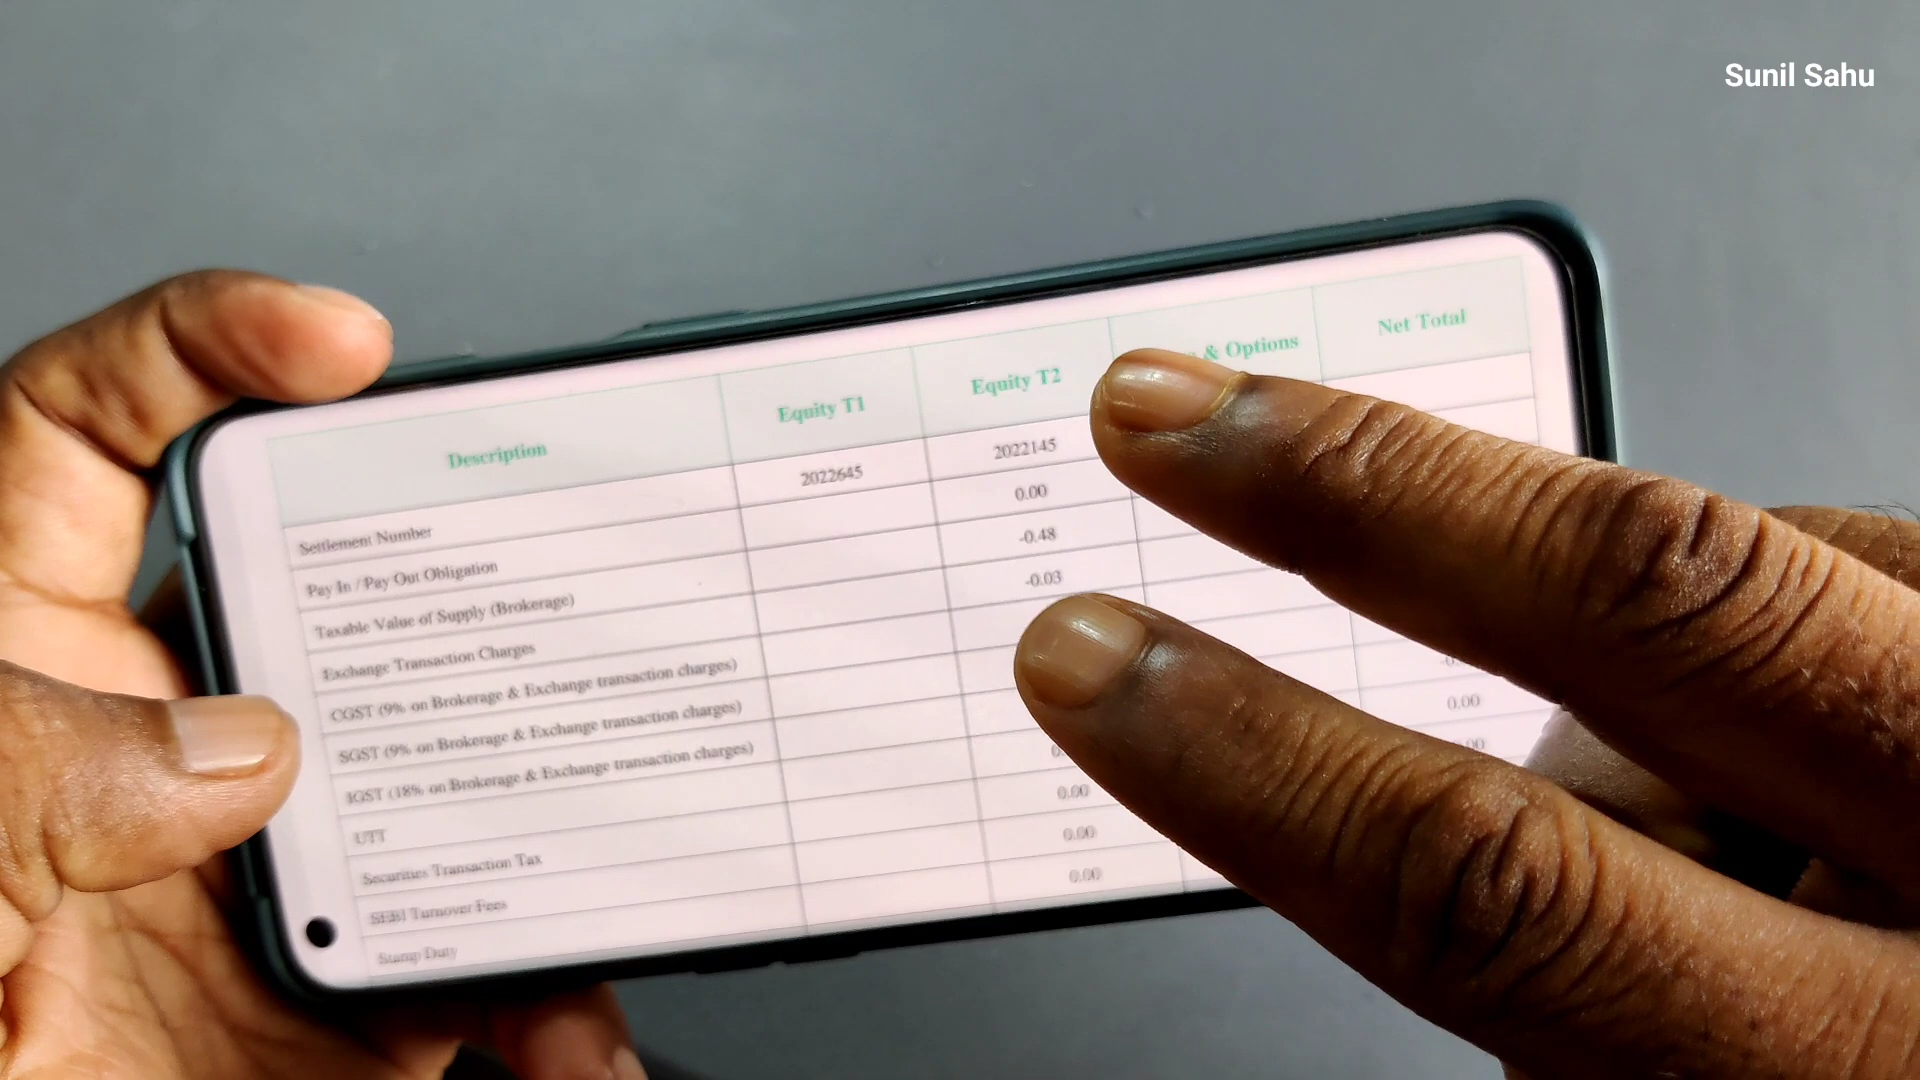 Sunil Sahu
Description Equity T1 Equity T2 & Options Net Total
Settlement Number 2022645 2022145
Pay In / Pay Out Obligation 0.00
Taxable Value of Supply (Brokerage) -0.48
Exchange Transaction Charges -0.03
CGST (9% on Brokerage & Exchange transaction charges)
SGST (9% on Brokerage & Exchange transaction charges)
IGST (18% on Brokerage & Exchange transaction charges) 0.00
UTT
Securities Transaction Tax 0.00
SEBI Turnover Fees 0.00
Stamp Duty 0.00